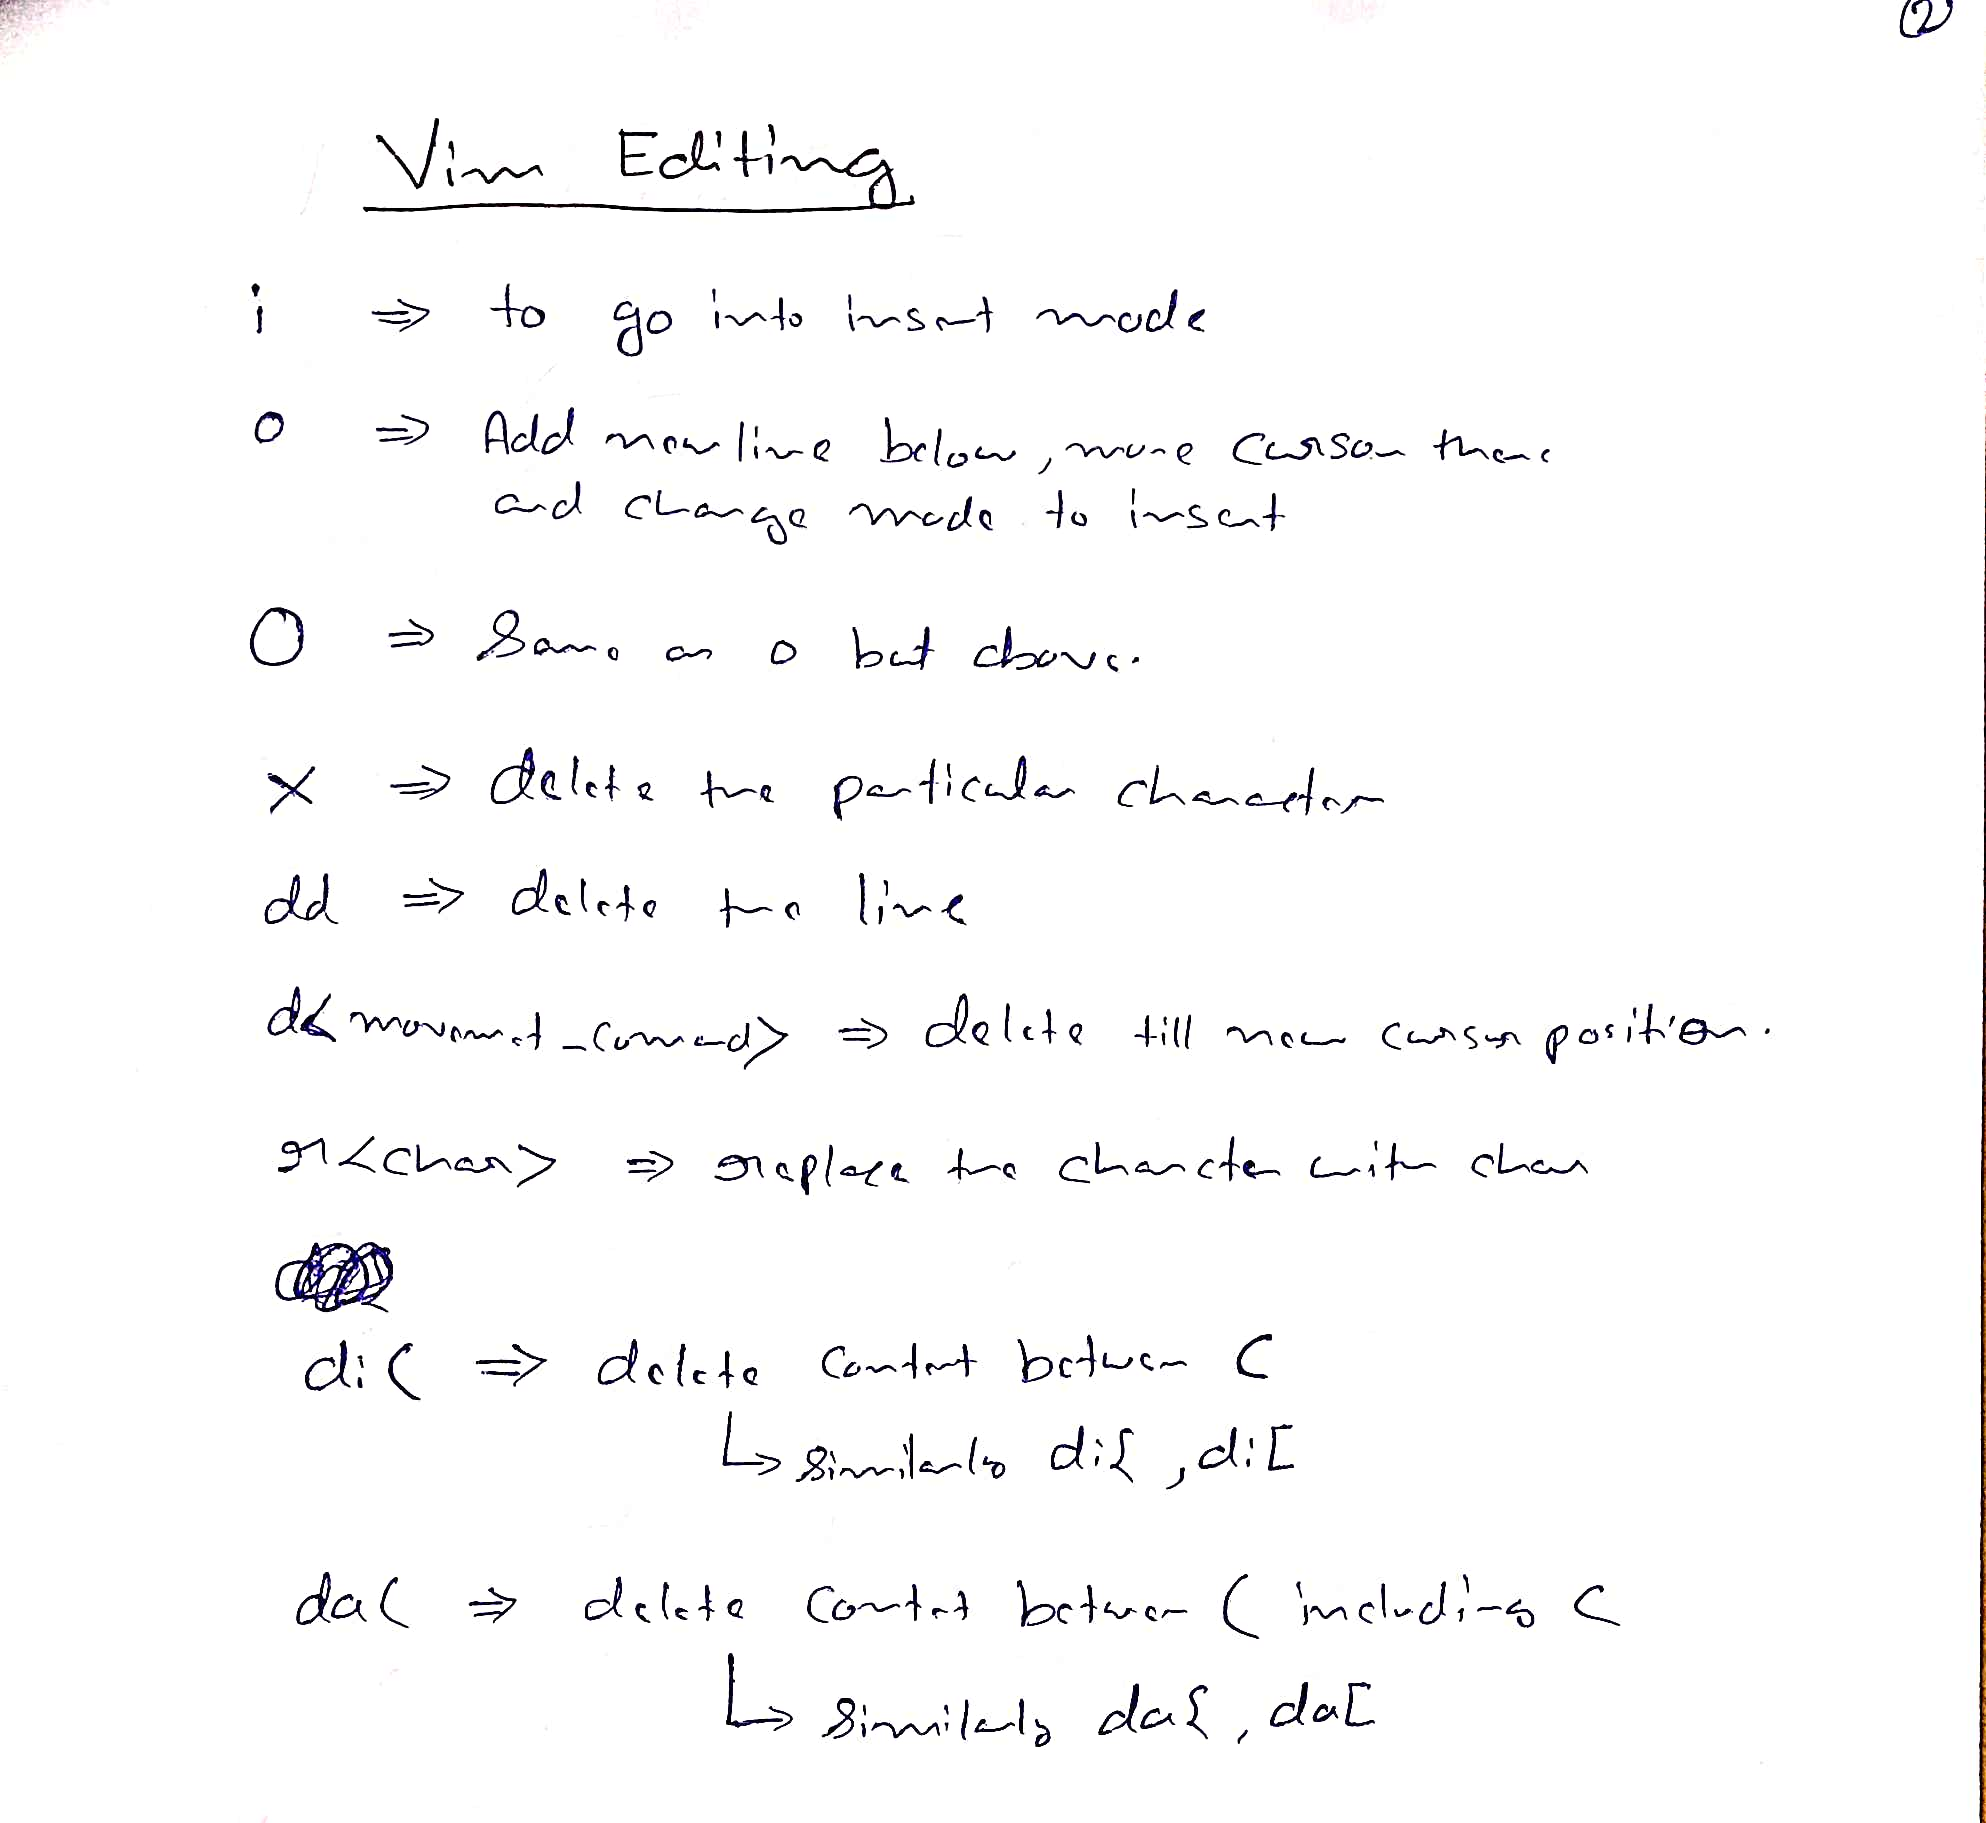 ②
Vim Editing
i ⇒ to go into insert mode
o ⇒ Add new line below, move cursor there
and change mode to insert
O ⇒ Same as o but above.
x ⇒ delete the particular character
dd ⇒ delete the line
d<movement_comand> ⇒ delete till new cursor position.
r<char> ⇒ replace the characte with char
di( ⇒ delete content between (
↳ similarly di{ , di[
da( ⇒ delete content between ( including (
↳ similarly da{ , da[